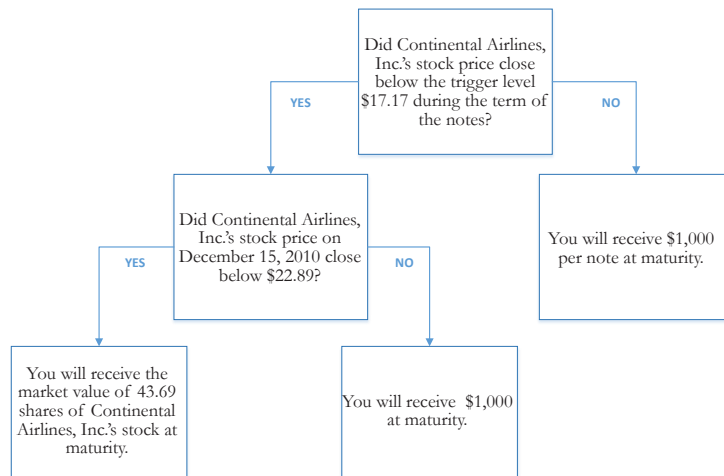 Did Continental Airlines,
Inc.'s stock price close
below the trigger level
$17.17 during the term of
the notes?
YES
NO
Did Continental Airlines,
Inc.'s stock price on
December 15, 2010 close
below $22.89?
You will receive $1,000
per note at maturity.
YES
NO
You will receive the
market value of 43.69
shares of Continental
Airlines, Inc.'s stock at
maturity.
You will receive $1,000
at maturity.